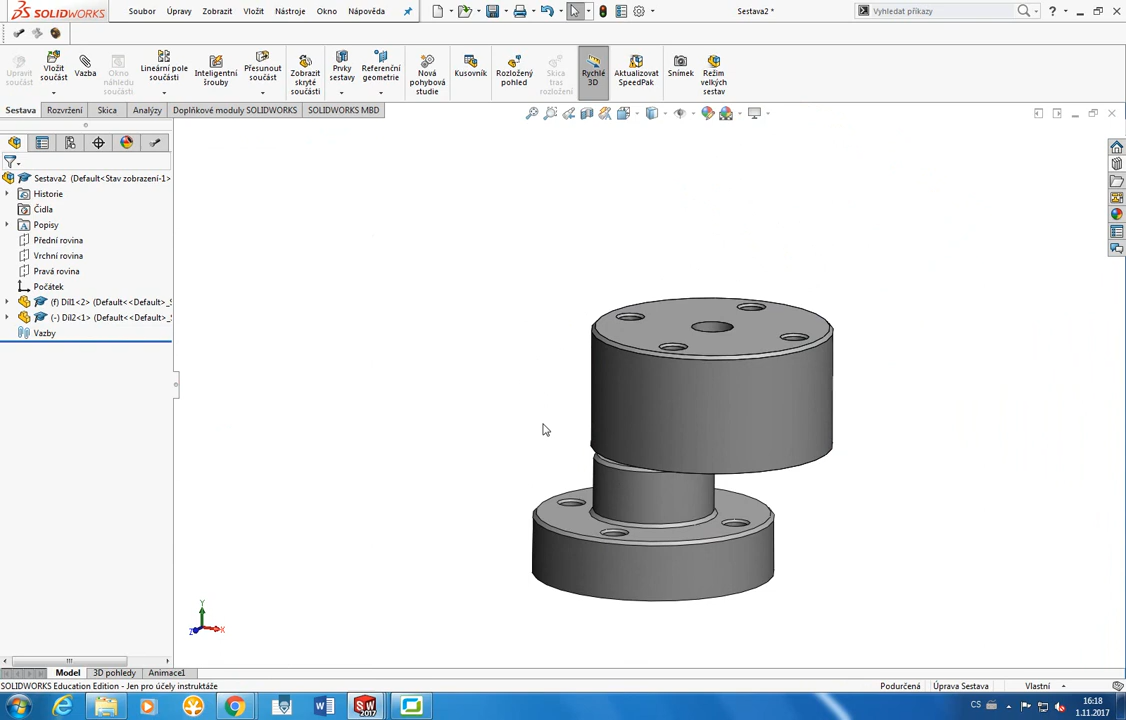 SOLIDWORKS
Soubor Úpravy Zobrazit Vložit Nástroje Okno Nápověda
Sestava2 *
Vyhledat příkazy
Upravit součást
Vložit součást
Vazba
Okno náhledu součásti
Lineární pole součásti
Inteligentní šrouby
Přesunout součást
Zobrazit skryté součásti
Prvky sestavy
Referenční geometrie
Nová pohybová studie
Kusovník
Rozložený pohled
Skica tras rozložení
Rychlé 3D
Aktualizovat SpeedPak
Snímek
Režim velkých sestav
Sestava Rozvržení Skica Analýzy Doplňkové moduly SOLIDWORKS SOLIDWORKS MBD
Sestava2 (Default<Stav zobrazení-1>
Historie
Čidla
Popisy
Přední rovina
Vrchní rovina
Pravá rovina
Počátek
(f) Díl1<2> (Default<<Default>_S
(-) Díl2<1> (Default<<Default>_S
Vazby
Y
Z X
Model 3D pohledy Animace1
SOLIDWORKS Education Edition - Jen pro účely instruktáže
Podurčená Úprava Sestava Vlastní
CS
16:18
1.11.2017